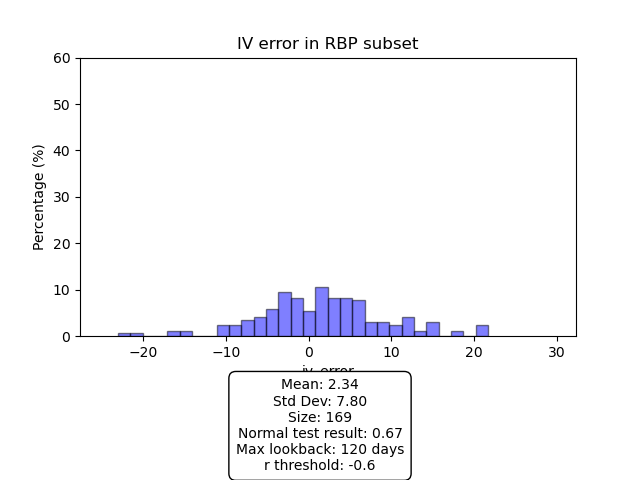 IV error in RBP subset
60
50
40
30
20
10
0
Percentage (%)
−20
−10
0
10
20
30
iv_error
Mean: 2.34
Std Dev: 7.80
Size: 169
Normal test result: 0.67
Max lookback: 120 days
r threshold: -0.6